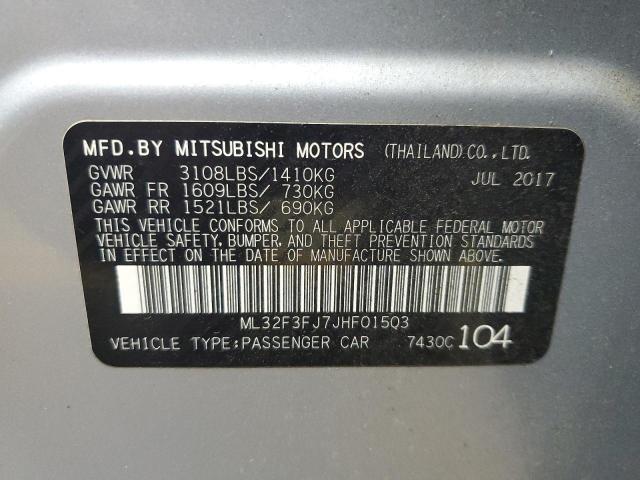 MFD.BY MITSUBISHI MOTORS (THAILAND)CO.,LTD.
GVWR 3108LBS/1410KG JUL 2017
GAWR FR 1609LBS/ 730KG
GAWR RR 1521LBS/ 690KG
THIS VEHICLE CONFORMS TO ALL APPLICABLE FEDERAL MOTOR
VEHICLE SAFETY, BUMPER, AND THEFT PREVENTION STANDARDS
IN EFFECT ON THE DATE OF MANUFACTURE SHOWN ABOVE.
ML32F3FJ7JHF01503
VEHICLE TYPE:PASSENGER CAR 7430C 104